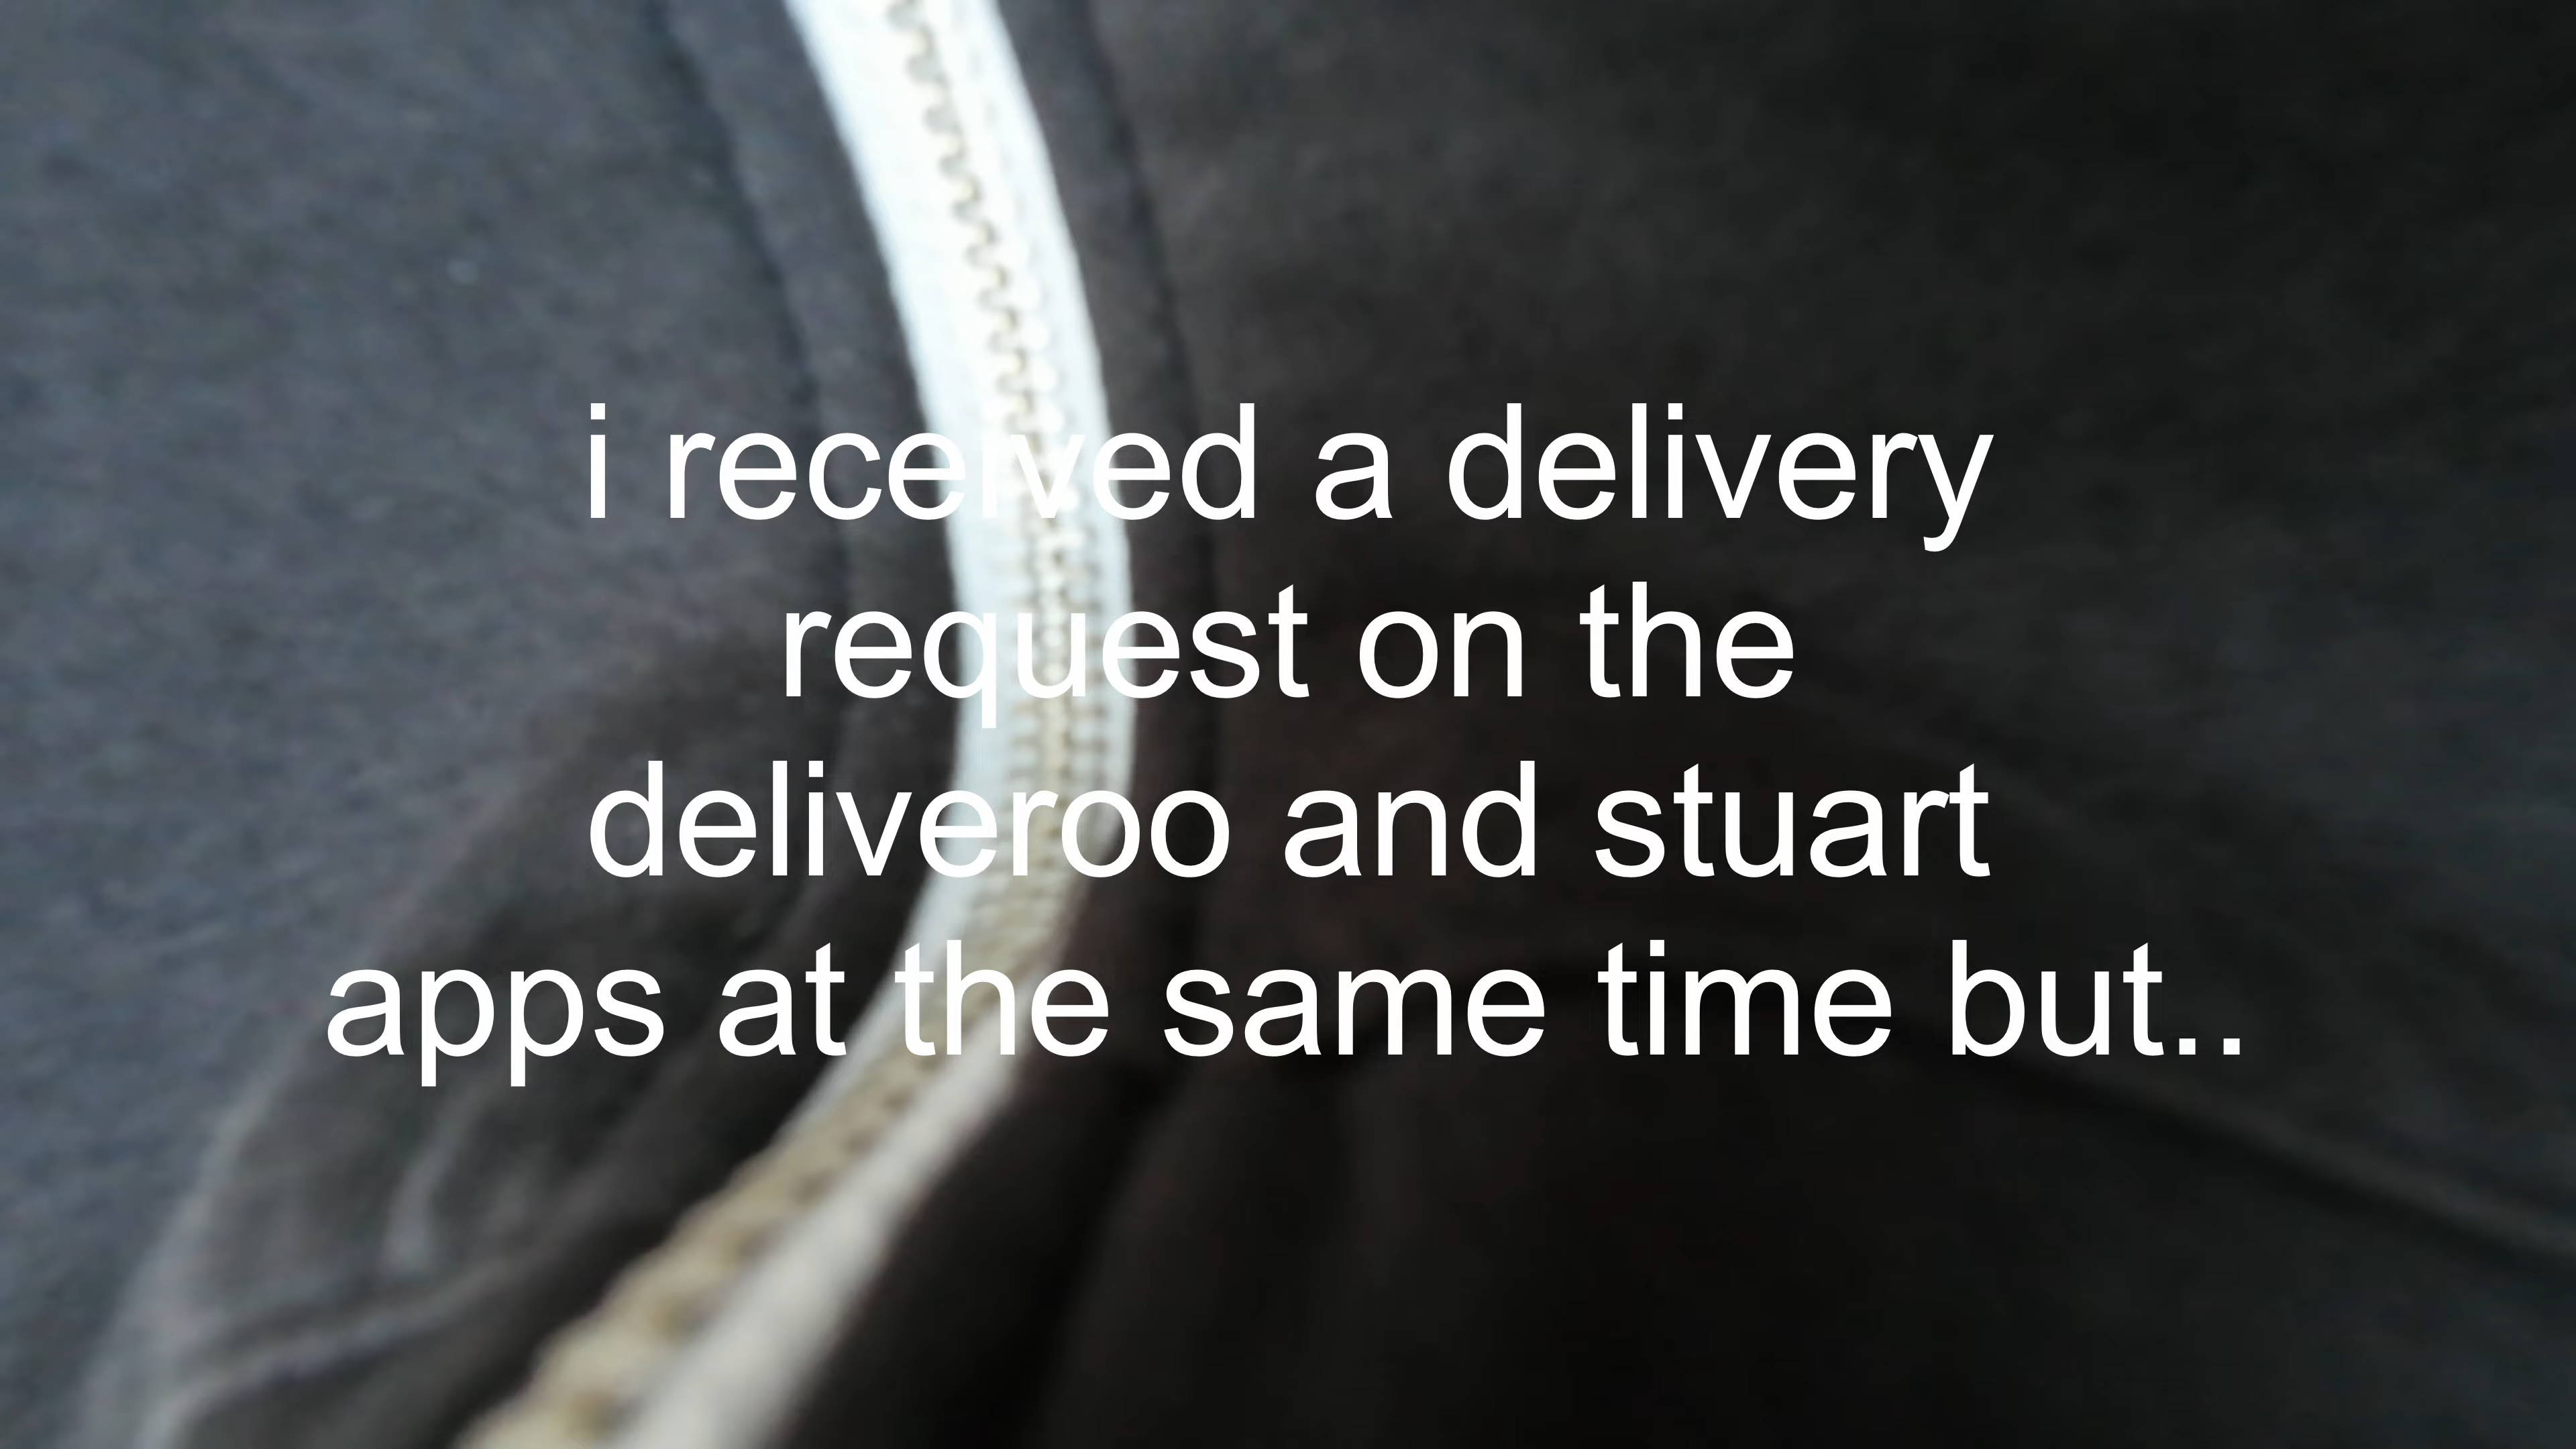 i received a delivery
request on the
deliveroo and stuart
apps at the same time but..